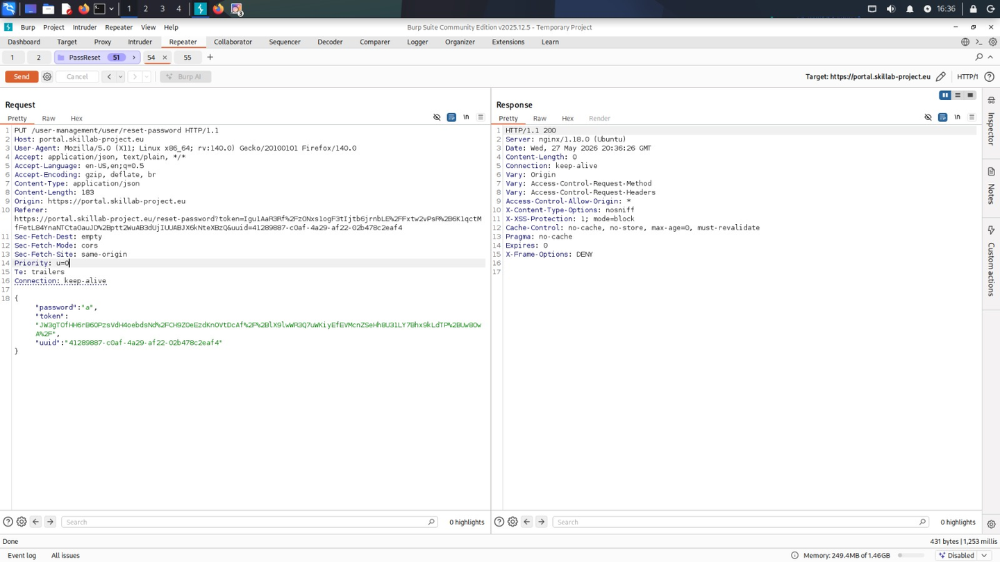 16:36
Burp Project Intruder Repeater View Help
Burp Suite Community Edition v2025.12.5 - Temporary Project
Dashboard Target Proxy Intruder Repeater Collaborator Sequencer Decoder Comparer Logger Organizer Extensions Learn
1 2 PassReset 51 54 × 55 +
Send Cancel Burp AI
Target: https://portal.skillab-project.eu HTTP/1
Request
Pretty Raw Hex
1 PUT /user-management/user/reset-password HTTP/1.1
2 Host: portal.skillab-project.eu
3 User-Agent: Mozilla/5.0 (X11; Linux x86_64; rv:140.0) Gecko/20100101 Firefox/140.0
4 Accept: application/json, text/plain, */*
5 Accept-Language: en-US,en;q=0.5
6 Accept-Encoding: gzip, deflate, br
7 Content-Type: application/json
8 Content-Length: 183
9 Origin: https://portal.skillab-project.eu
10 Referer:
https://portal.skillab-project.eu/reset-password?token=Igu1AaR3Rf%2FzONxs1ogF3tIjtb6jrnbLE%2FFxtw2vPsR%2B6K1qctM
fFetL84YnaNTCtaOauJD%2Bptt2WuAB3dUjIUUABJX6kNteXBzQ&uuid=41289887-c0af-4a29-af22-02b478c2eaf4
11 Sec-Fetch-Dest: empty
12 Sec-Fetch-Mode: cors
13 Sec-Fetch-Site: same-origin
14 Priority: u=0
15 Te: trailers
16 Connection: keep-alive
17
18 {
"password":"a",
"token":
"JW3gTOfHH6rB60PzsVdH4oebdsNd%2FCH9Z0eEzdKnOVtDcAf%2F%2BlX9lwWR3Q7uWKiyEfEVMcnZSeHh8U31LY7Bhx9kLdTP%2BUw8Ow
A%2F",
"uuid":"41289887-c0af-4a29-af22-02b478c2eaf4"
}
Response
Pretty Raw Hex Render
1 HTTP/1.1 200
2 Server: nginx/1.18.0 (Ubuntu)
3 Date: Wed, 27 May 2026 20:36:26 GMT
4 Content-Length: 0
5 Connection: keep-alive
6 Vary: Origin
7 Vary: Access-Control-Request-Method
8 Vary: Access-Control-Request-Headers
9 Access-Control-Allow-Origin: *
10 X-Content-Type-Options: nosniff
11 X-XSS-Protection: 1; mode=block
12 Cache-Control: no-cache, no-store, max-age=0, must-revalidate
13 Pragma: no-cache
14 Expires: 0
15 X-Frame-Options: DENY
16
17
Inspector
Notes
Custom actions
Search 0 highlights
Search 0 highlights
Done
431 bytes | 1,253 millis
Event log All issues
Memory: 249.4MB of 1.46GB Disabled